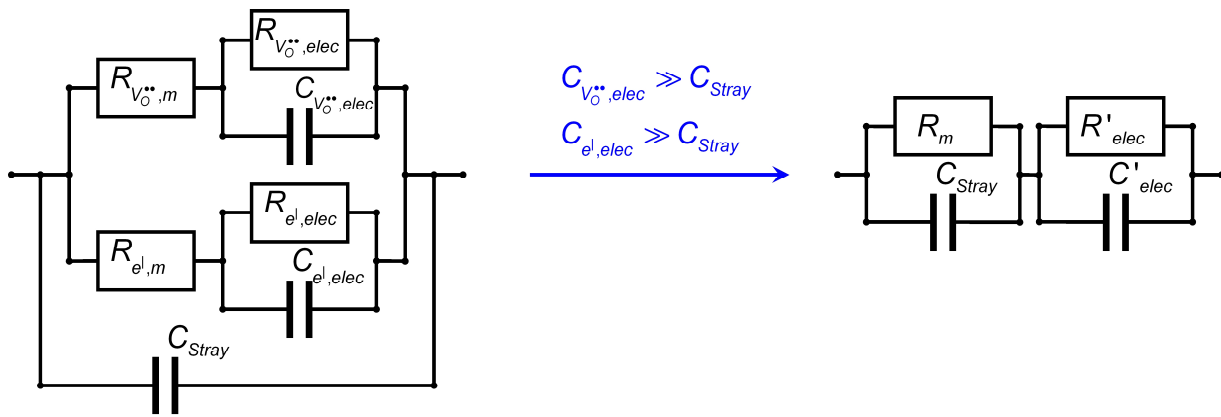 R_{V_O^{••},elec}
R_{V_O^{••},m}
C_{V_O^{••},elec}
R_{e^|,elec}
R_{e^|,m}
C_{e^|,elec}
C_{Stray}
C_{V_O^{••},elec} ≫ C_{Stray}
C_{e^|,elec} ≫ C_{Stray}
R_m
R'_{elec}
C_{Stray}
C'_{elec}